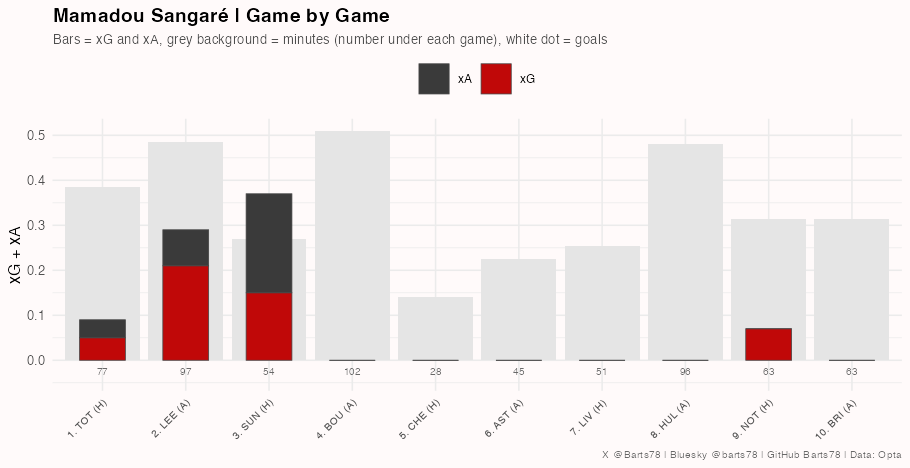 Mamadou Sangaré | Game by Game
Bars = xG and xA, grey background = minutes (number under each game), white dot = goals
xA xG
xG + xA
0.5
0.4
0.3
0.2
0.1
0.0
77 97 54 102 28 45 51 96 63 63
1. TOT (H) 2. LEE (A) 3. SUN (H) 4. BOU (A) 5. CHE (H) 6. AST (A) 7. LIV (H) 8. HUL (A) 9. NOT (H) 10. BRI (A)
X @Barts78 | Bluesky @barts78 | GitHub Barts78 | Data: Opta